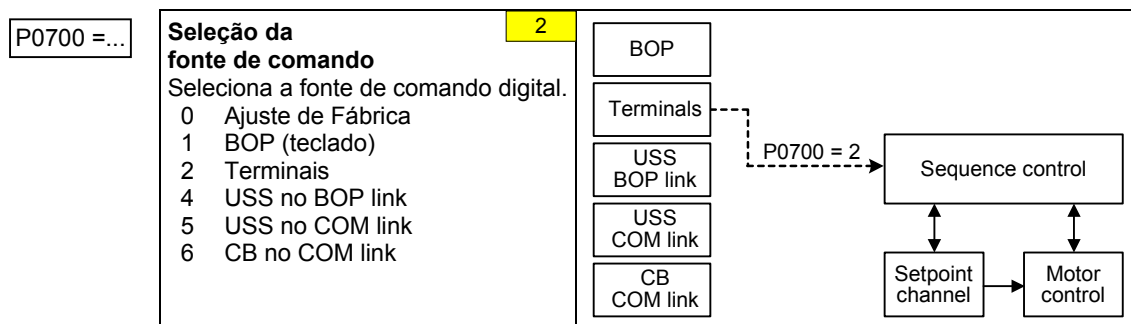 P0700 =...
Seleção da
2
fonte de comando
Seleciona a fonte de comando digital.
0 Ajuste de Fábrica
1 BOP (teclado)
2 Terminais
4 USS no BOP link
5 USS no COM link
6 CB no COM link
BOP
Terminals
USS
BOP link
USS
COM link
CB
COM link
P0700 = 2
Sequence control
Setpoint
channel
Motor
control